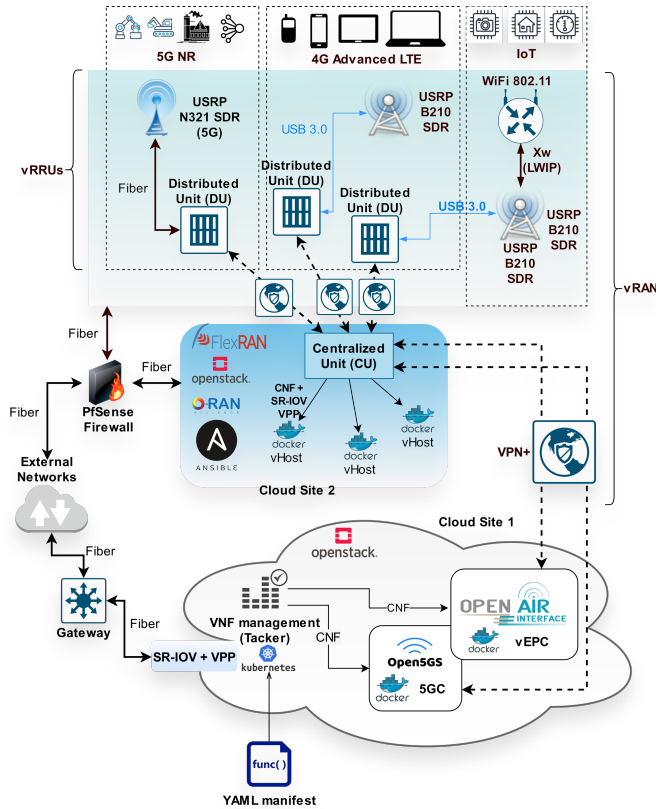 5G NR
4G Advanced LTE
IoT
WiFi 802.11
USRP
N321 SDR
(5G)
USRP
B210
SDR
USB 3.0
Xw
(LWIP)
vRRUs
Fiber
Distributed
Unit (DU)
Distributed
Unit (DU)
Distributed
Unit (DU)
USB 3.0
USRP
B210
SDR
USRP
B210
SDR
vRAN
Fiber
FlexRAN
openstack.
O-RAN
ALLIANCE
ANSIBLE
Centralized
Unit (CU)
CNF +
SR-IOV
VPP
docker
vHost
docker
vHost
docker
vHost
Cloud Site 2
Fiber
PfSense
Firewall
Fiber
External
Networks
VPN+
Fiber
Gateway
Fiber
SR-IOV + VPP
Cloud Site 1
openstack.
VNF management
(Tacker)
kubernetes
CNF
CNF
OPEN AIR
INTERFACE
docker
vEPC
Open5GS
docker
5GC
func( )
YAML manifest